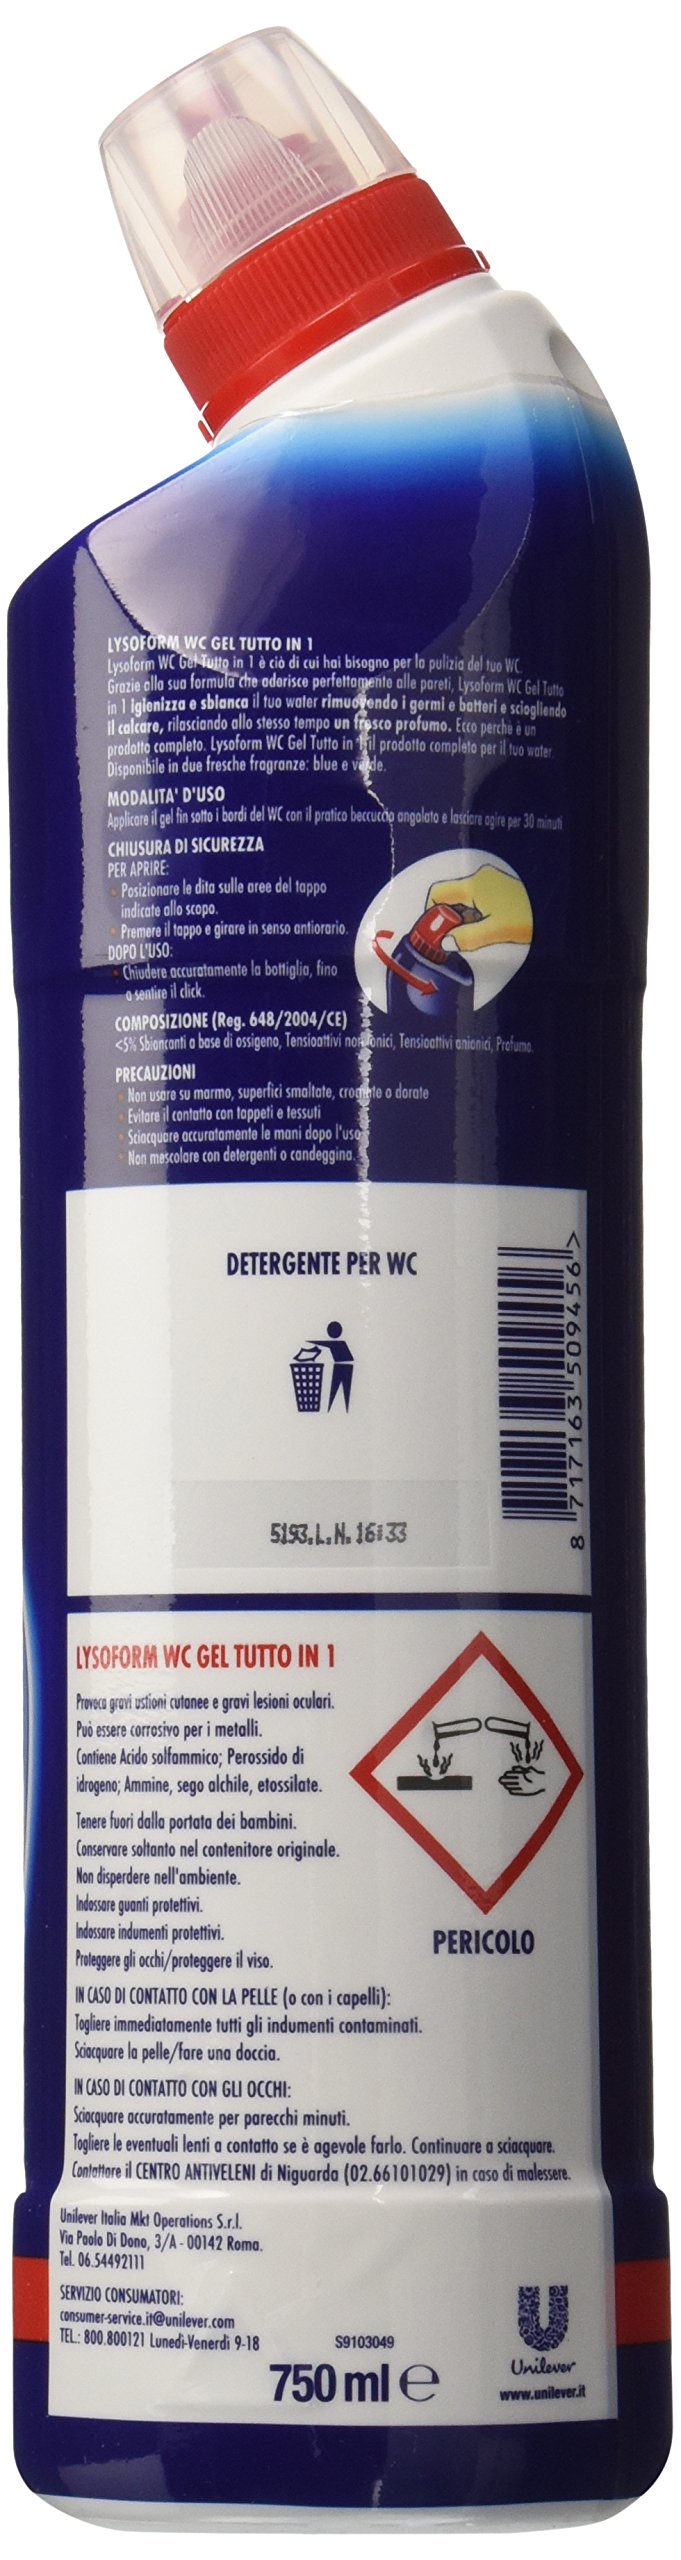 LYSOFORM WC GEL TUTTO IN 1
Lysoform WC Gel Tutto in 1 è ciò di cui hai bisogno per la pulizia del tuo WC.
Grazie alla sua formula che aderisce perfettamente alle pareti, Lysoform WC Gel Tutto
in 1 igienizza e sbianca il tuo water rimuovendo i germi e batteri e sciogliendo
il calcare, rilasciando allo stesso tempo un fresco profumo. Ecco perchè è un
prodotto completo. Lysoform WC Gel Tutto in 1 il prodotto completo per il tuo water.
Disponibile in due fresche fragranze: blue e verde.
MODALITA' D'USO
Applicare il gel fin sotto i bordi del WC con il pratico beccuccio angolato e lasciare agire per 30 minuti
CHIUSURA DI SICUREZZA
PER APRIRE:
• Posizionare le dita sulle aree del tappo
indicate allo scopo.
• Premere il tappo e girare in senso antiorario.
DOPO L'USO:
• Chiudere accuratamente la bottiglia, fino
a sentire il click.
COMPOSIZIONE (Reg. 648/2004/CE)
<5% Sbiancanti a base di ossigeno, Tensioattivi non ionici, Tensioattivi anionici, Profumo.
PRECAUZIONI
• Non usare su marmo, superfici smaltate, cromate o dorate
• Evitare il contatto con tappeti e tessuti
• Sciacquare accuratamente le mani dopo l'uso
• Non mescolare con detergenti o candeggina.
DETERGENTE PER WC
8 717163 509456 >
5193.L.N. 16:33
LYSOFORM WC GEL TUTTO IN 1
Provoca gravi ustioni cutanee e gravi lesioni oculari.
Può essere corrosivo per i metalli.
Contiene Acido solfammico; Perossido di
idrogeno; Ammine, sego alchile, etossilate.
Tenere fuori dalla portata dei bambini.
Conservare soltanto nel contenitore originale.
Non disperdere nell'ambiente.
Indossare guanti protettivi.
Indossare indumenti protettivi.
Proteggere gli occhi/proteggere il viso.
PERICOLO
IN CASO DI CONTATTO CON LA PELLE (o con i capelli):
Togliere immediatamente tutti gli indumenti contaminati.
Sciacquare la pelle/fare una doccia.
IN CASO DI CONTATTO CON GLI OCCHI:
Sciacquare accuratamente per parecchi minuti.
Togliere le eventuali lenti a contatto se è agevole farlo. Continuare a sciacquare.
Contattare il CENTRO ANTIVELENI di Niguarda (02.66101029) in caso di malessere.
Unilever Italia Mkt Operations S.r.l.
Via Paolo Di Dono, 3/A - 00142 Roma.
Tel. 06.54492111
SERVIZIO CONSUMATORI:
consumer-service.it@unilever.com
TEL.: 800.800121 Lunedì-Venerdì 9-18
S9103049
750 ml e
Unilever
www.unilever.it